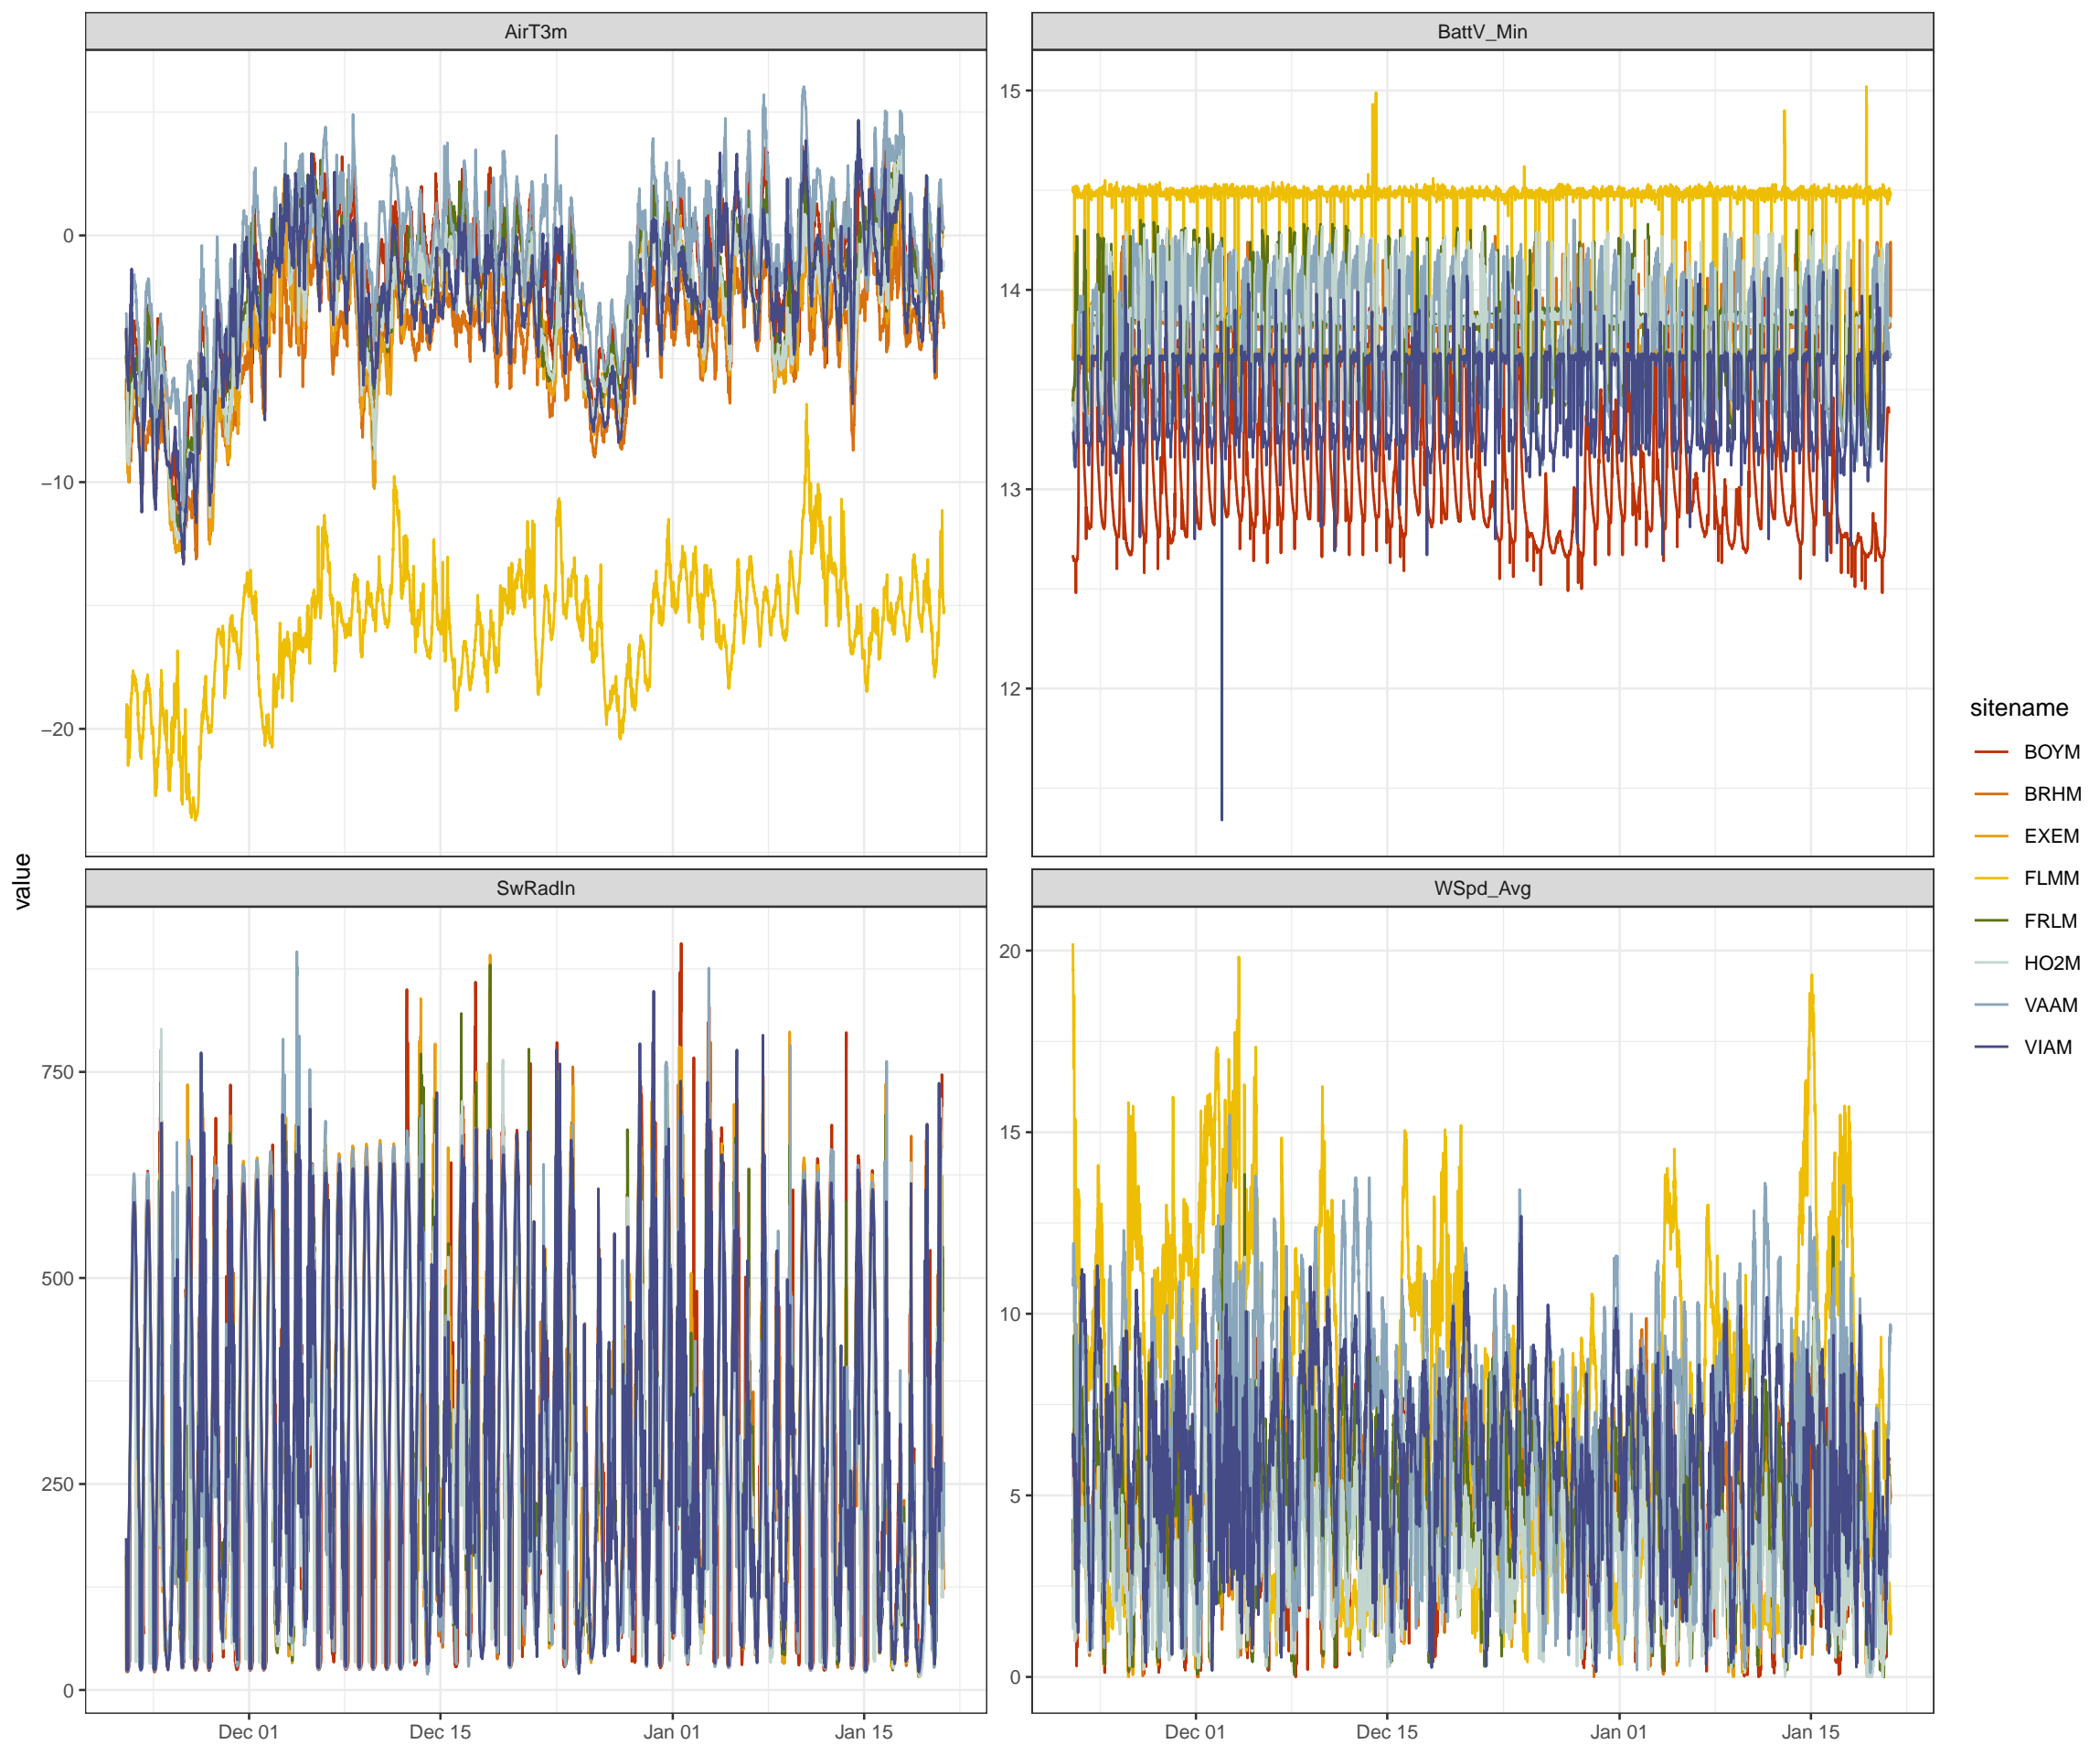 AirT3m
BattV_Min
0
−10
−20
15
14
13
12
value
SwRadIn
WSpd_Avg
750
500
250
0
20
15
10
5
0
Dec 01
Dec 15
Jan 01
Jan 15
Dec 01
Dec 15
Jan 01
Jan 15
sitename
BOYM
BRHM
EXEM
FLMM
FRLM
HO2M
VAAM
VIAM